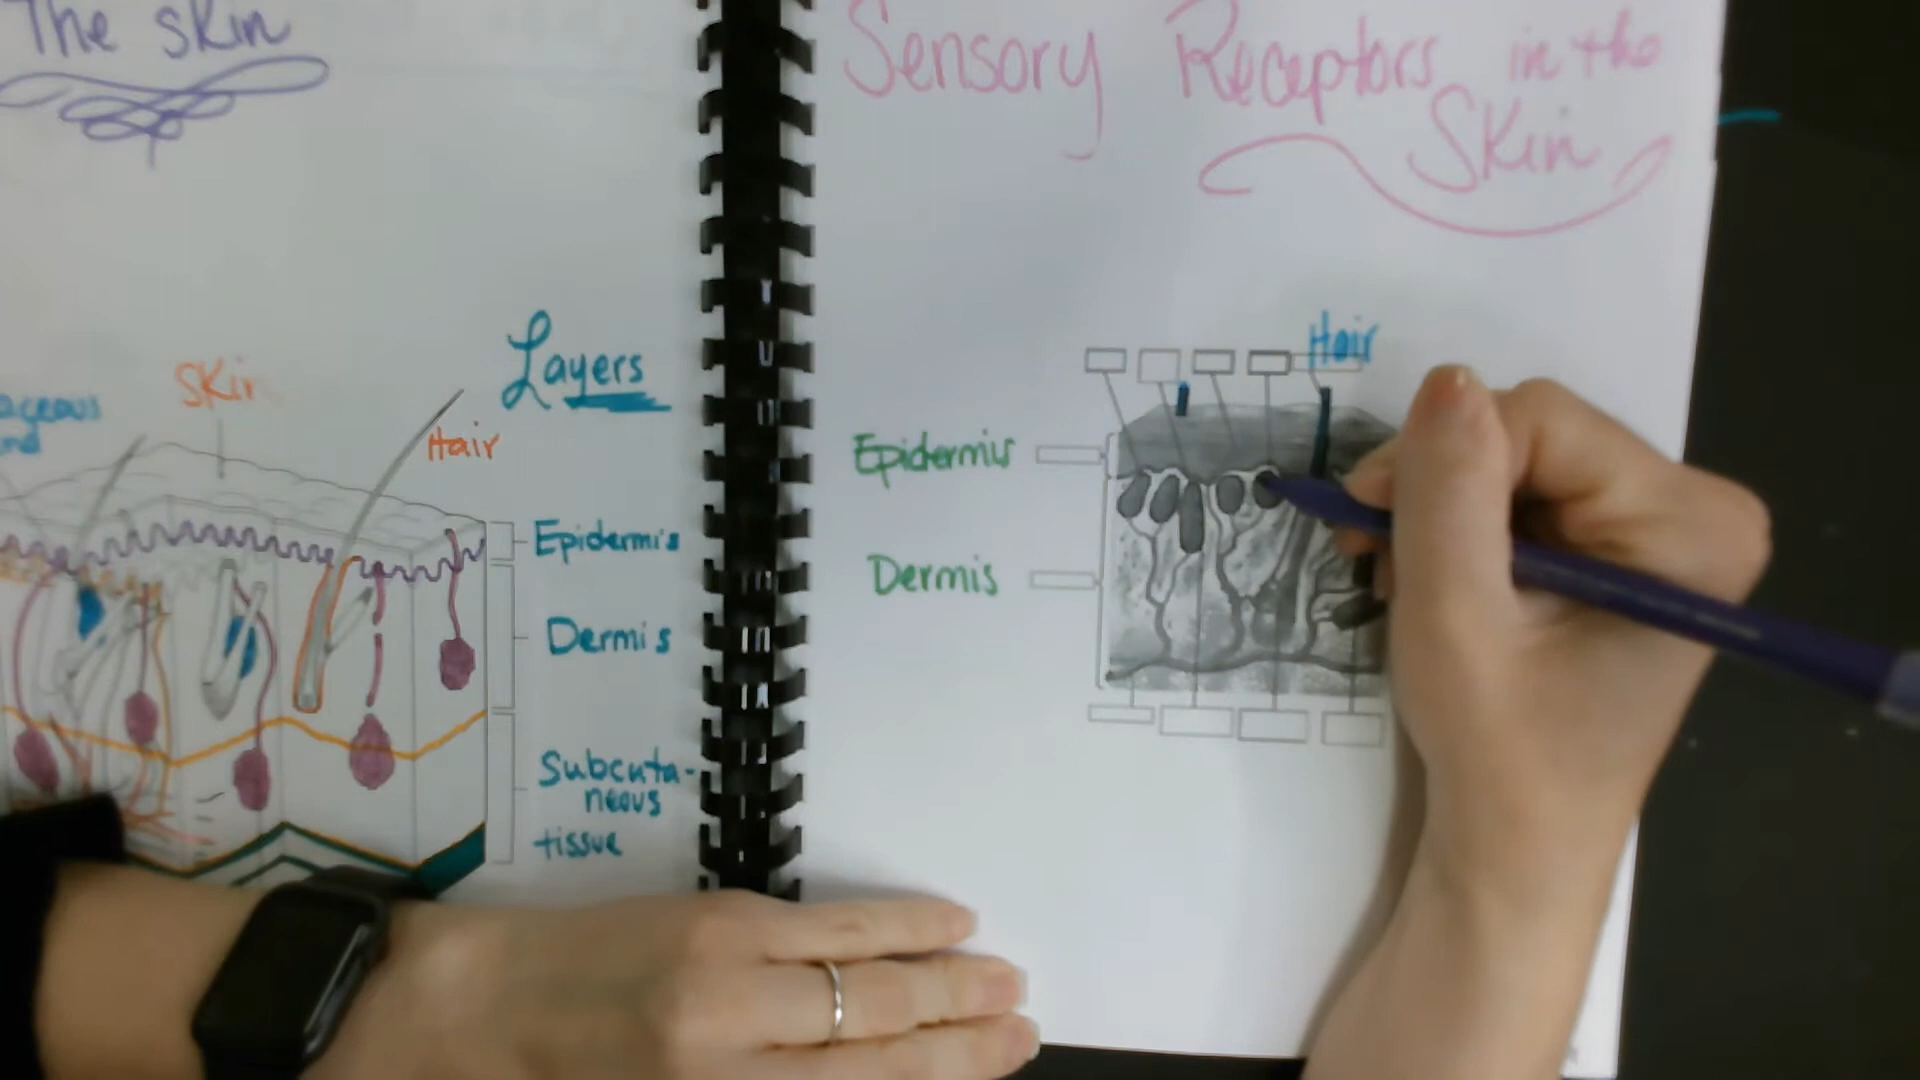 The skin
Skin
Layers
Hair
Epidermis
Dermis
Subcuta-
neous
tissue
Sensory Receptors in the
Skin
Hair
Epidermis
Dermis